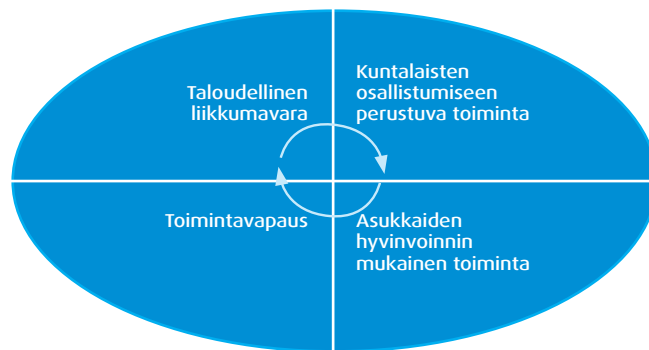 Taloudellinen
liikkumavara
Kuntalaisten
osallistumiseen
perustuva toiminta
Toimintavapaus
Asukkaiden
hyvinvoinnin
mukainen toiminta